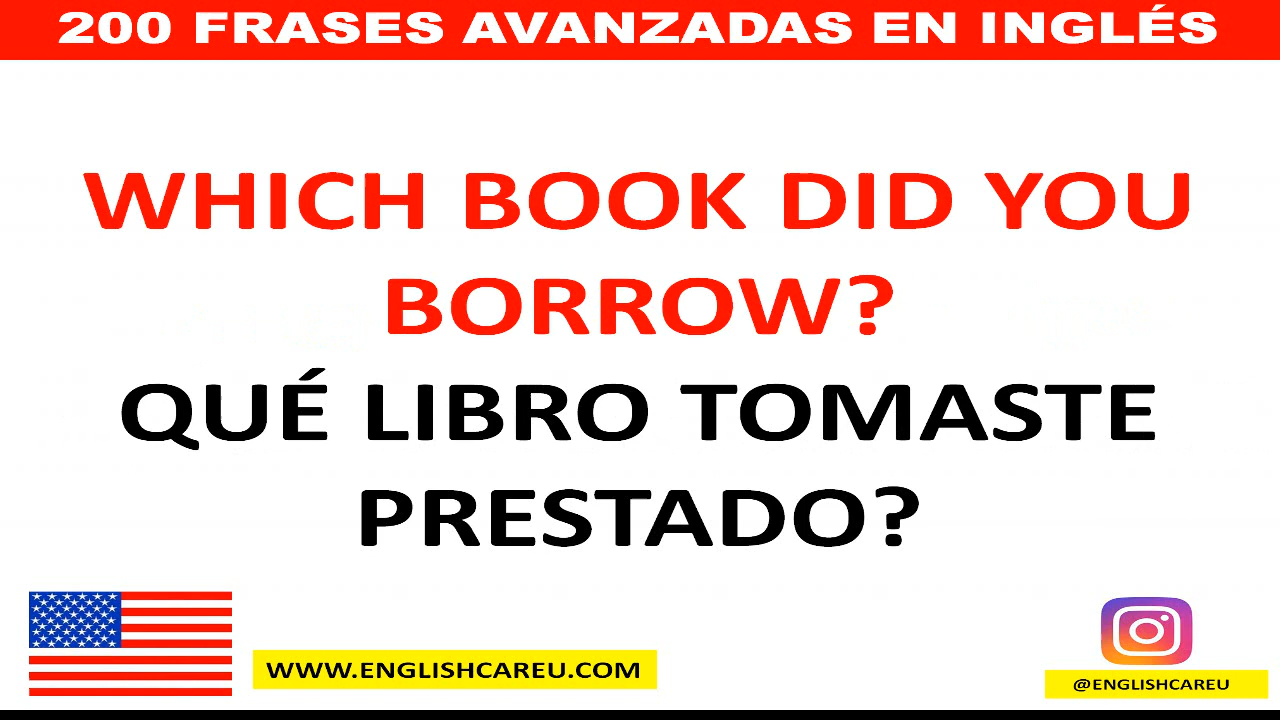 200 FRASES AVANZADAS EN INGLÉS
WHICH BOOK DID YOU
BORROW?
QUÉ LIBRO TOMASTE
PRESTADO?
WWW.ENGLISHCAREU.COM
@ENGLISHCAREU